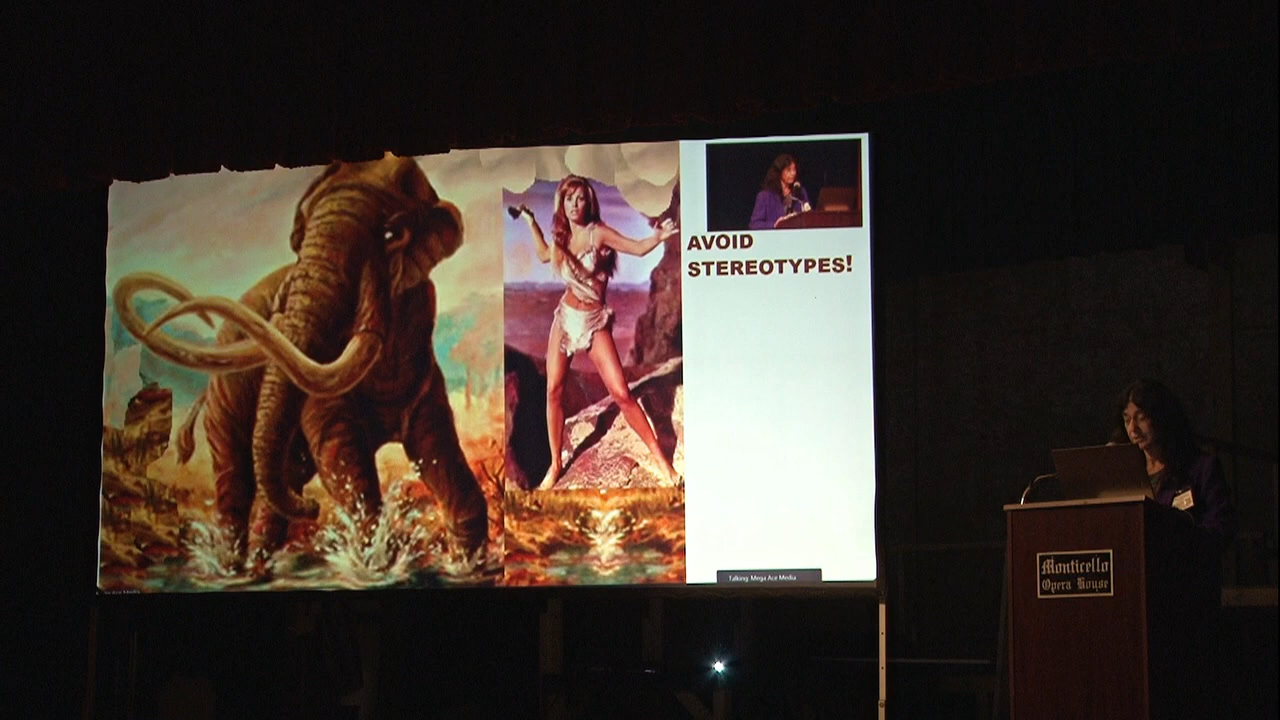 AVOID
STEREOTYPES!
Talking: Mega Ace Media
Monticello
Opera House